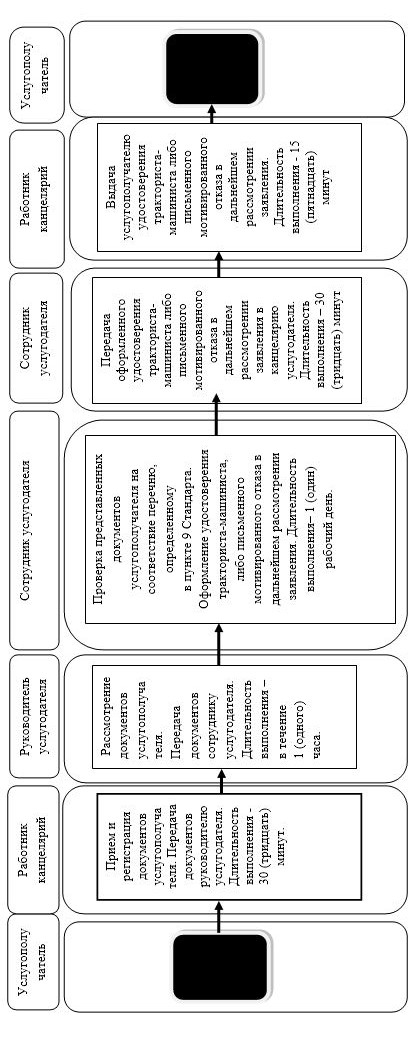 Услугополу
чатель
Работник
канцелярий
Руководитель
услугодателя
Сотрудник услугодателя
Сотрудник
услугодателя
Работник
канцелярий
Услугополу
чатель
Прием и
регистрация
документов
услугополуча
теля. Передача
документов
руководителю
услугодателя.
Длительность
выполнения -
30 (тридцать)
минут.
Рассмотрение
документов
услугополуча
теля.
Передача
документов
сотруднику
услугодателя.
Длительность
выполнения –
в течение
1 (одного)
часа.
Проверка представленных
документов
услугополучателя на
соответствие перечню,
определенному
в пункте 9 Стандарта.
Оформление удостоверения
тракториста-машиниста,
либо письменного
мотивированного отказа в
дальнейшем рассмотрении
заявления Длительность
выполнения– 1 (один)
рабочий день.
Передача
оформленного
удостоверения
тракториста-
машиниста либо
письменного
мотивированного
отказа в
дальнейшем
рассмотрении
заявления в
канцелярию
услугодателя.
Длительность
выполнения – 30
(тридцать) минут
Выдача
услугополучателю
удостоверения
тракториста-
машиниста либо
письменного
мотивированного
отказа в
дальнейшем
рассмотрении
заявления.
Длительность
выполнения - 15
(пятнадцать)
минут